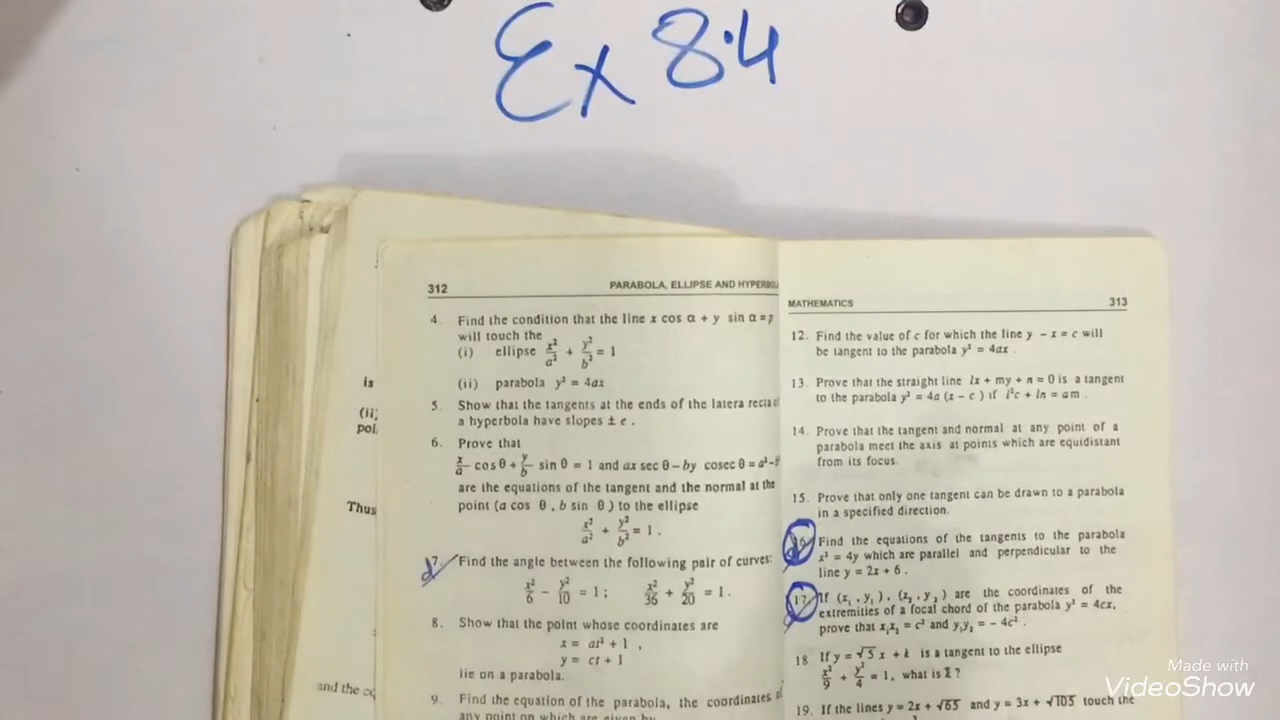 Ex 8.4
312 PARABOLA, ELLIPSE AND HYPERBOL
4. Find the condition that the line x cos α + y sin α = p
will touch the
(i) ellipse x²/a² + y²/b² = 1
(ii) parabola y² = 4ax
5. Show that the tangents at the ends of the latera recta of
a hyperbola have slopes ± e .
6. Prove that
x/a cos θ + y/b sin θ = 1 and ax sec θ – by cosec θ = a² – b²
are the equations of the tangent and the normal at the
point (a cos θ , b sin θ ) to the ellipse
x²/a² + y²/b² = 1 .
7. Find the angle between the following pair of curves:
x²/6 – y²/10 = 1 ; x²/36 + y²/20 = 1 .
8. Show that the point whose coordinates are
x = at² + 1 ,
y = ct + 1
lie on a parabola.
9. Find the equation of the parabola, the coordinates of
any point on which are given by
is
(ii)
poi
Thus
and the eq
MATHEMATICS 313
12. Find the value of c for which the line y – x = c will
be tangent to the parabola y² = 4ax .
13. Prove that the straight line lx + my + n = 0 is a tangent
to the parabola y² = 4a (x – c ) if l²c + ln = am .
14. Prove that the tangent and normal at any point of a
parabola meet the axis at points which are equidistant
from its focus.
15. Prove that only one tangent can be drawn to a parabola
in a specified direction.
16. Find the equations of the tangents to the parabola
x² = 4y which are parallel and perpendicular to the
line y = 2x + 6 .
17. If (x₁ , y₁ ) , (x₂ , y₂ ) are the coordinates of the
extremities of a focal chord of the parabola y² = 4cx,
prove that x₁x₂ = c² and y₁y₂ = – 4c² .
18 If y = √5 x + k is a tangent to the ellipse
x²/9 + y²/4 = 1, what is k ?
19. If the lines y = 2x + √65 and y = 3x + √105 touch the
Made with
VideoShow